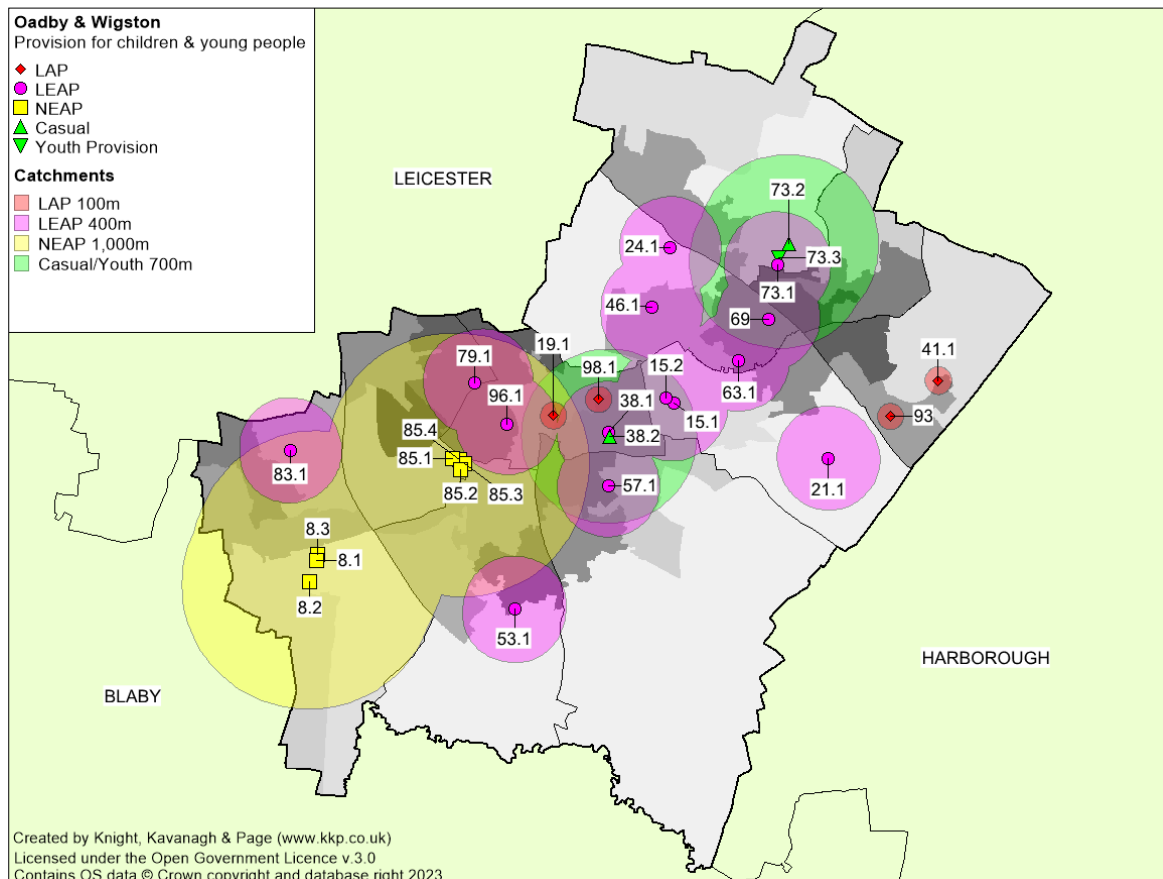 Oadby & Wigston
Provision for children & young people
LAP
LEAP
NEAP
Casual
Youth Provision
Catchments
LAP 100m
LEAP 400m
NEAP 1,000m
Casual/Youth 700m
LEICESTER
73.2
24.1
73.3
73.1
46.1
69
19.1
79.1
98.1
15.2
41.1
63.1
96.1
38.1
15.1
93
85.4
38.2
85.1
83.1
57.1
21.1
85.2
85.3
8.3
8.1
8.2
53.1
HARBOROUGH
BLABY
Created by Knight, Kavanagh & Page (www.kkp.co.uk)
Licensed under the Open Government Licence v.3.0
Contains OS data © Crown copyright and database right 2023